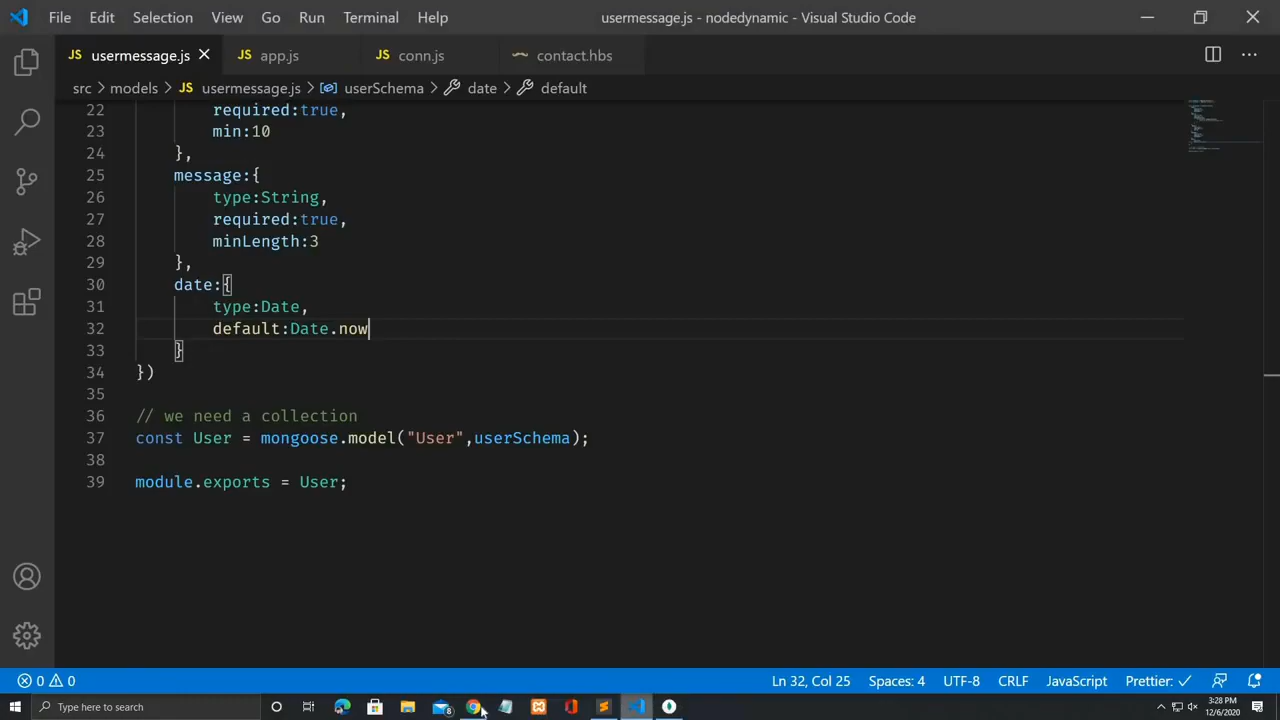 File Edit Selection View Go Run Terminal Help usermessage.js - nodedynamic - Visual Studio Code
JS usermessage.js JS app.js JS conn.js contact.hbs
src > models > JS usermessage.js > userSchema > date > default
22 required:true,
23 min:10
24 },
25 message:{
26 type:String,
27 required:true,
28 minLength:3
29 },
30 date:{
31 type:Date,
32 default:Date.now
33 }
34 })
35
36 // we need a collection
37 const User = mongoose.model("User",userSchema);
38
39 module.exports = User;
0 0 Ln 32, Col 25 Spaces: 4 UTF-8 CRLF JavaScript Prettier: ✓
Type here to search 8 3:28 PM
12/6/2020